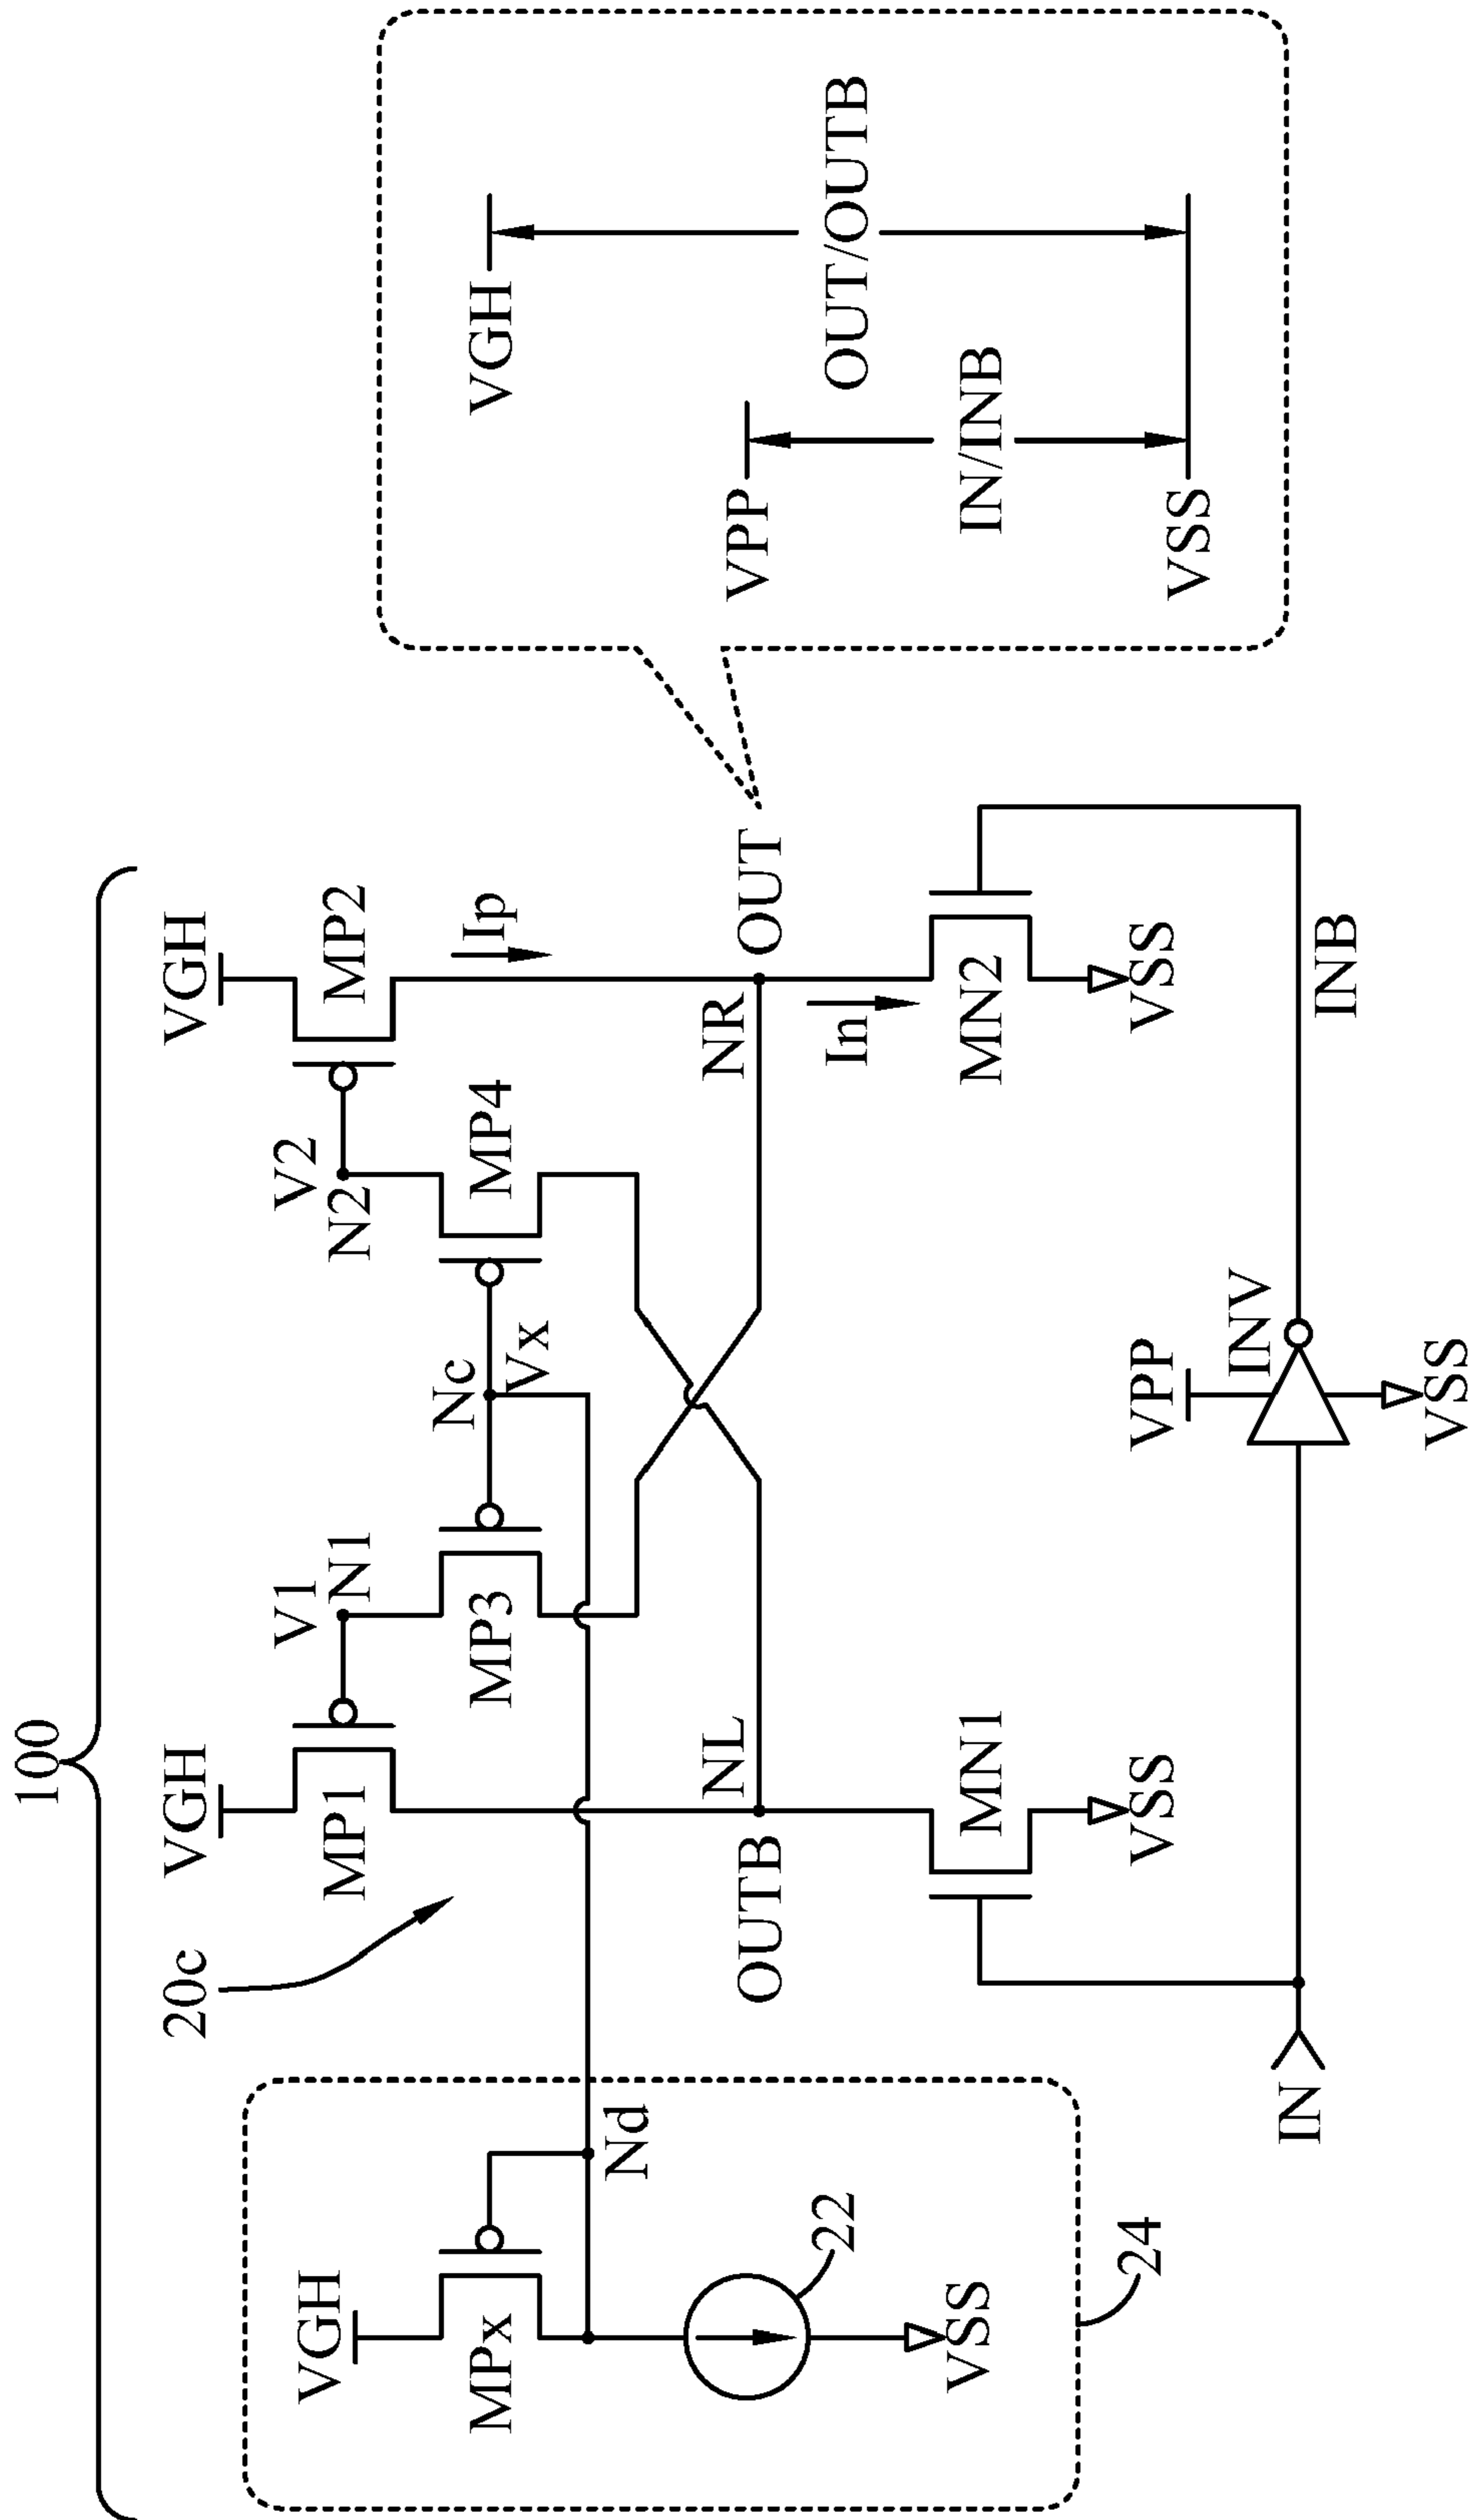 100
20c
VGH
VGH
VGH
MPx
MP1
MP2
V1
N1
V2
N2
MP3
MP4
Nc
Vx
Ip
Nd
22
VSS
24
NL
OUTB
NR
OUT
In
MN1
MN2
VSS
VSS
IN
VPP
INV
VSS
INB
VGH
VPP
OUT/OUTB
IN/INB
VSS